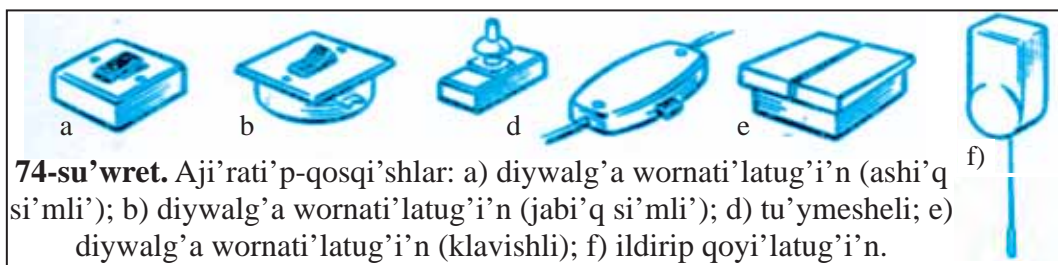 a
b
d
e
f)
74-su’wret. Aji’rati’p-qosqi’shlar: a) diywalg’a wornati’latug’i’n (ashi’q
si’mli’); b) diywalg’a wornati’latug’i’n (jabi’q si’mli’); d) tu’ymesheli; e)
diywalg’a wornati’latug’i’n (klavishli); f) ildirip qoyi’latug’i’n.